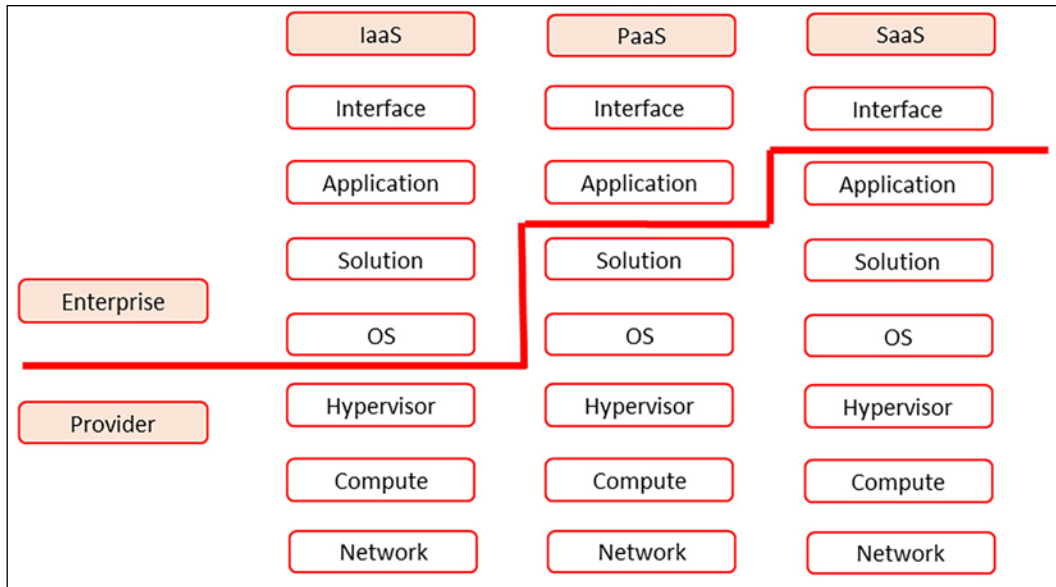 IaaS PaaS SaaS
Interface Interface Interface
Application Application Application
Solution Solution Solution
Enterprise
OS OS OS
Hypervisor Hypervisor Hypervisor
Provider
Compute Compute Compute
Network Network Network